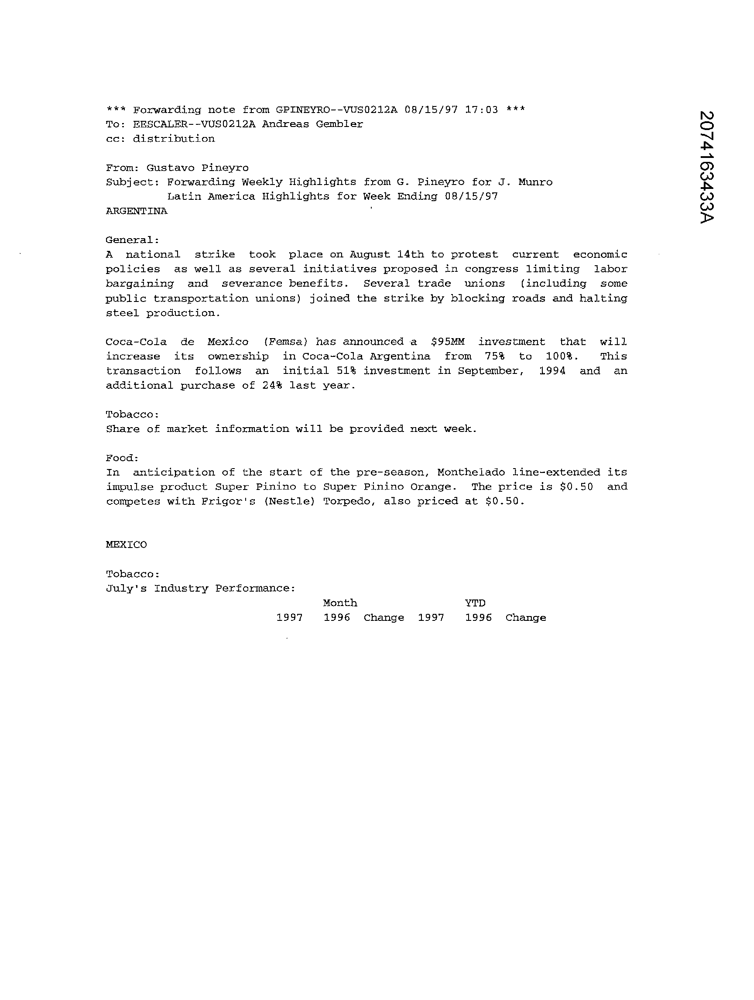 *** Forwarding note from GPINEYRO--VUS0212A 08/15/97 17:03 ***
To: EESCALER--VUS0212A Andreas Gembler
cc: distribution
From: Gustavo Pineyro
Subject: Forwarding Weekly Highlights from G. Pineyro for J. Munro
Latin America Highlights for Week Ending 08/15/97
ARGENTINA
General:
A national strike took place on August 14th to protest current economic
policies as well as several initiatives proposed in congress limiting labor
bargaining and severance benefits. Several trade unions (including some
public transportation unions) joined the strike by blocking roads and halting
steel production.
Coca-Cola de Mexico (Femsa) has announced a $95MM investment that will
increase its ownership in Coca-Cola Argentina from 75% to 100%. This
transaction follows an initial 51% investment in September, 1994 and an
additional purchase of 24% last year.
Tobacco:
Share of market information will be provided next week.
Food:
In anticipation of the start of the pre-season, Monthelado line-extended its
impulse product Super Pinino to Super Pinino Orange. The price is $0.50 and
competes with Frigor's (Nestle) Torpedo, also priced at $0.50.
MEXICO
Tobacco:
July's Industry Performance:
Month YTD
1997 1996 Change 1997 1996 Change
2074163433A